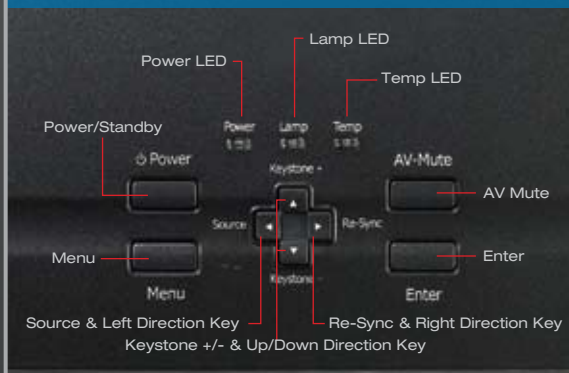 Lamp LED
Power LED
Temp LED
Power/Standby
Power Lamp Temp
Power
AV-Mute
Keystone +
AV Mute
Source
Re-Sync
Menu
Enter
Menu
Keystone -
Enter
Source & Left Direction Key
Re-Sync & Right Direction Key
Keystone +/- & Up/Down Direction Key